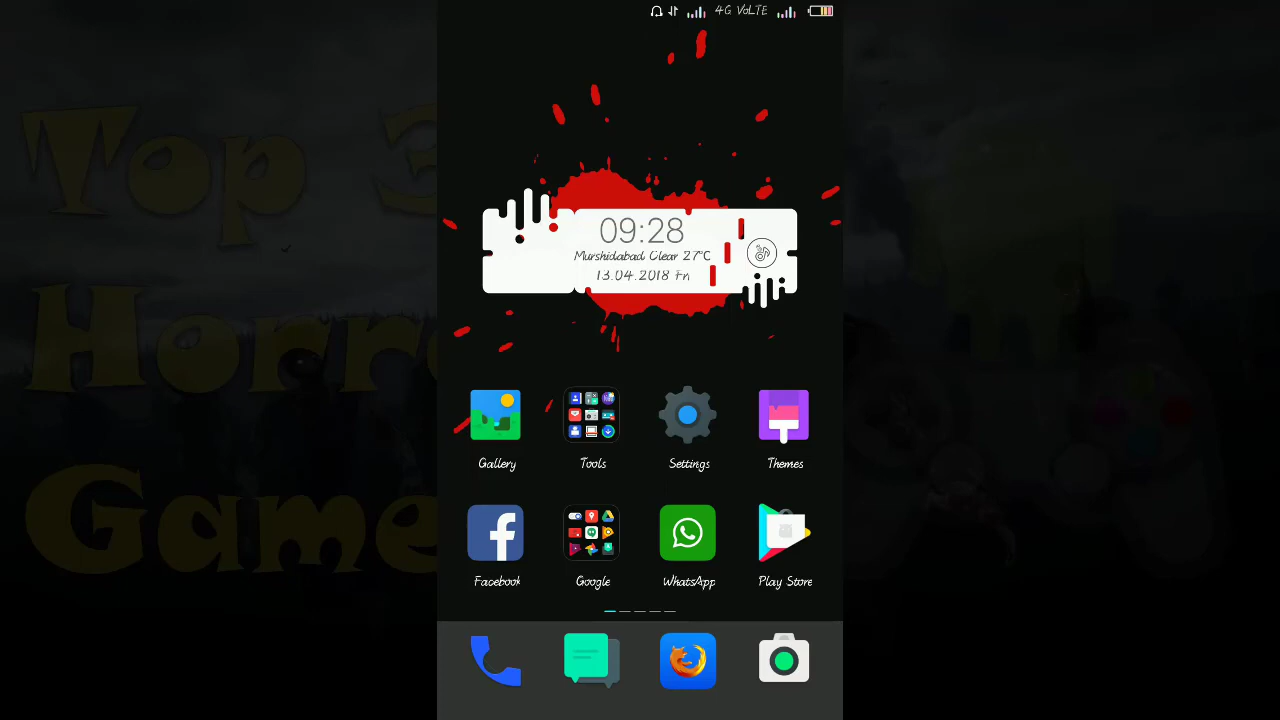 4G VoLTE
Top 3
Horr
Game
09:28
Murshidabad Clear 27°C
13.04.2018 Fri
Gallery
Tools
Settings
Themes
Facebook
Google
WhatsApp
Play Store